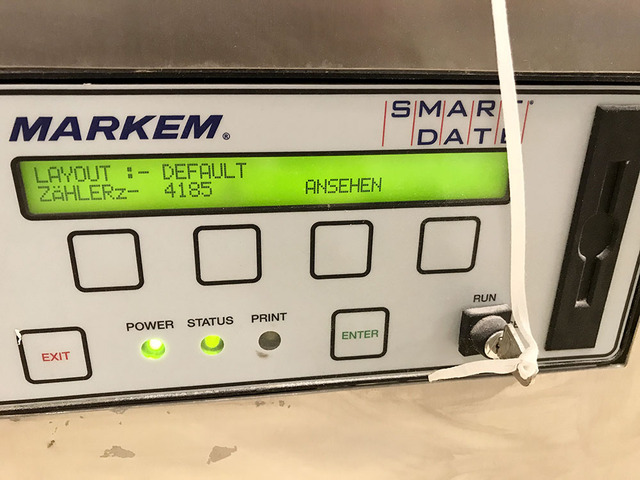 MARKEM®
SMART
DATE
LAYOUT :- DEFAULT
ZÄHLERz- 4185 ANSEHEN
POWER STATUS PRINT
RUN
EXIT
ENTER